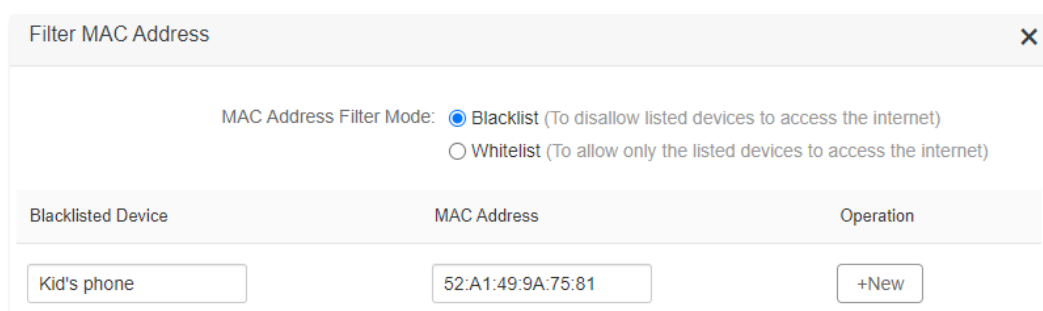 Filter MAC Address
MAC Address Filter Mode: Blacklist (To disallow listed devices to access the internet)
Whitelist (To allow only the listed devices to access the internet)
Blacklisted Device MAC Address Operation
Kid's phone 52:A1:49:9A:75:81 +New